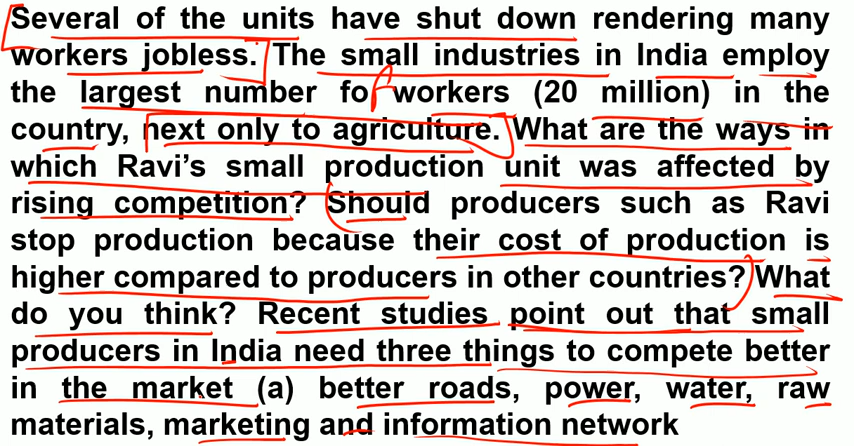 Several of the units have shut down rendering many
workers jobless. The small industries in India employ
the largest number fo workers (20 million) in the
country, next only to agriculture. What are the ways in
which Ravi's small production unit was affected by
rising competition? Should producers such as Ravi
stop production because their cost of production is
higher compared to producers in other countries? What
do you think? Recent studies point out that small
producers in India need three things to compete better
in the market (a) better roads, power, water, raw
materials, marketing and information network